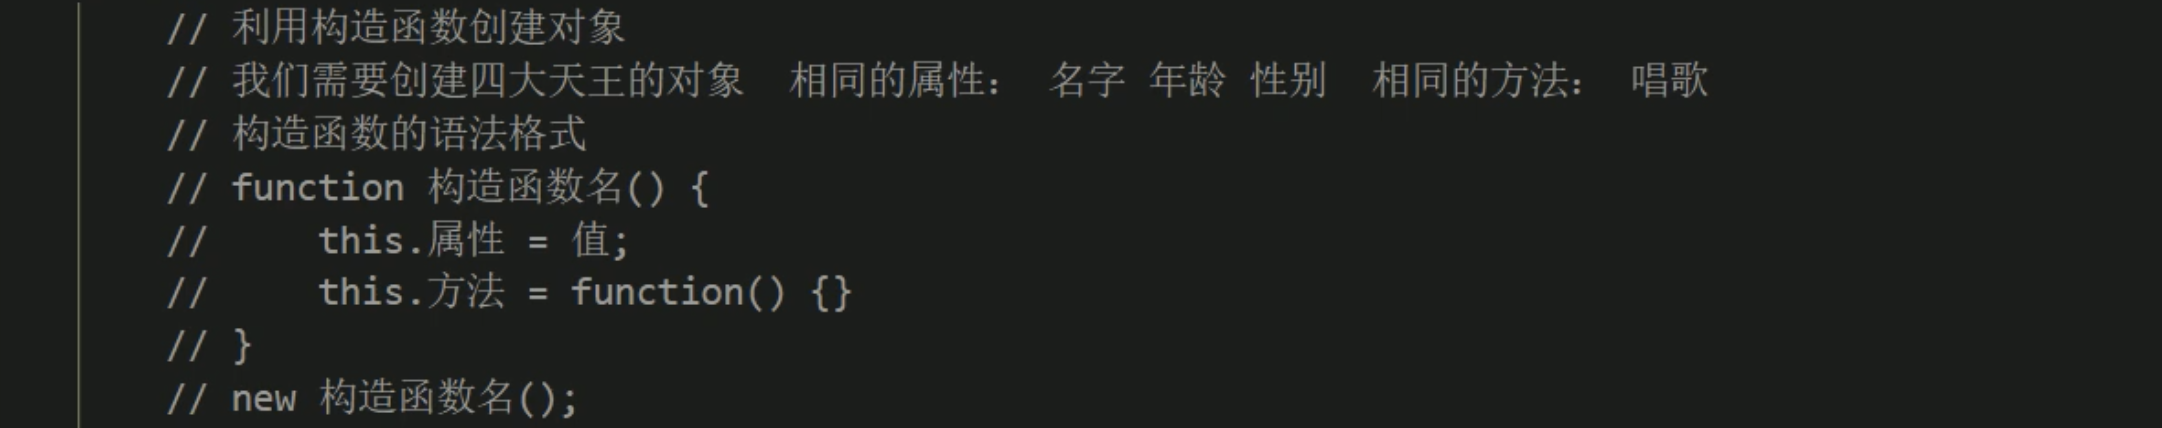 // 利用构造函数创建对象
// 我们需要创建四大天王的对象  相同的属性： 名字 年龄 性别  相同的方法： 唱歌
// 构造函数的语法格式
// function 构造函数名() {
//     this.属性 = 值;
//     this.方法 = function() {}
// }
// new 构造函数名();